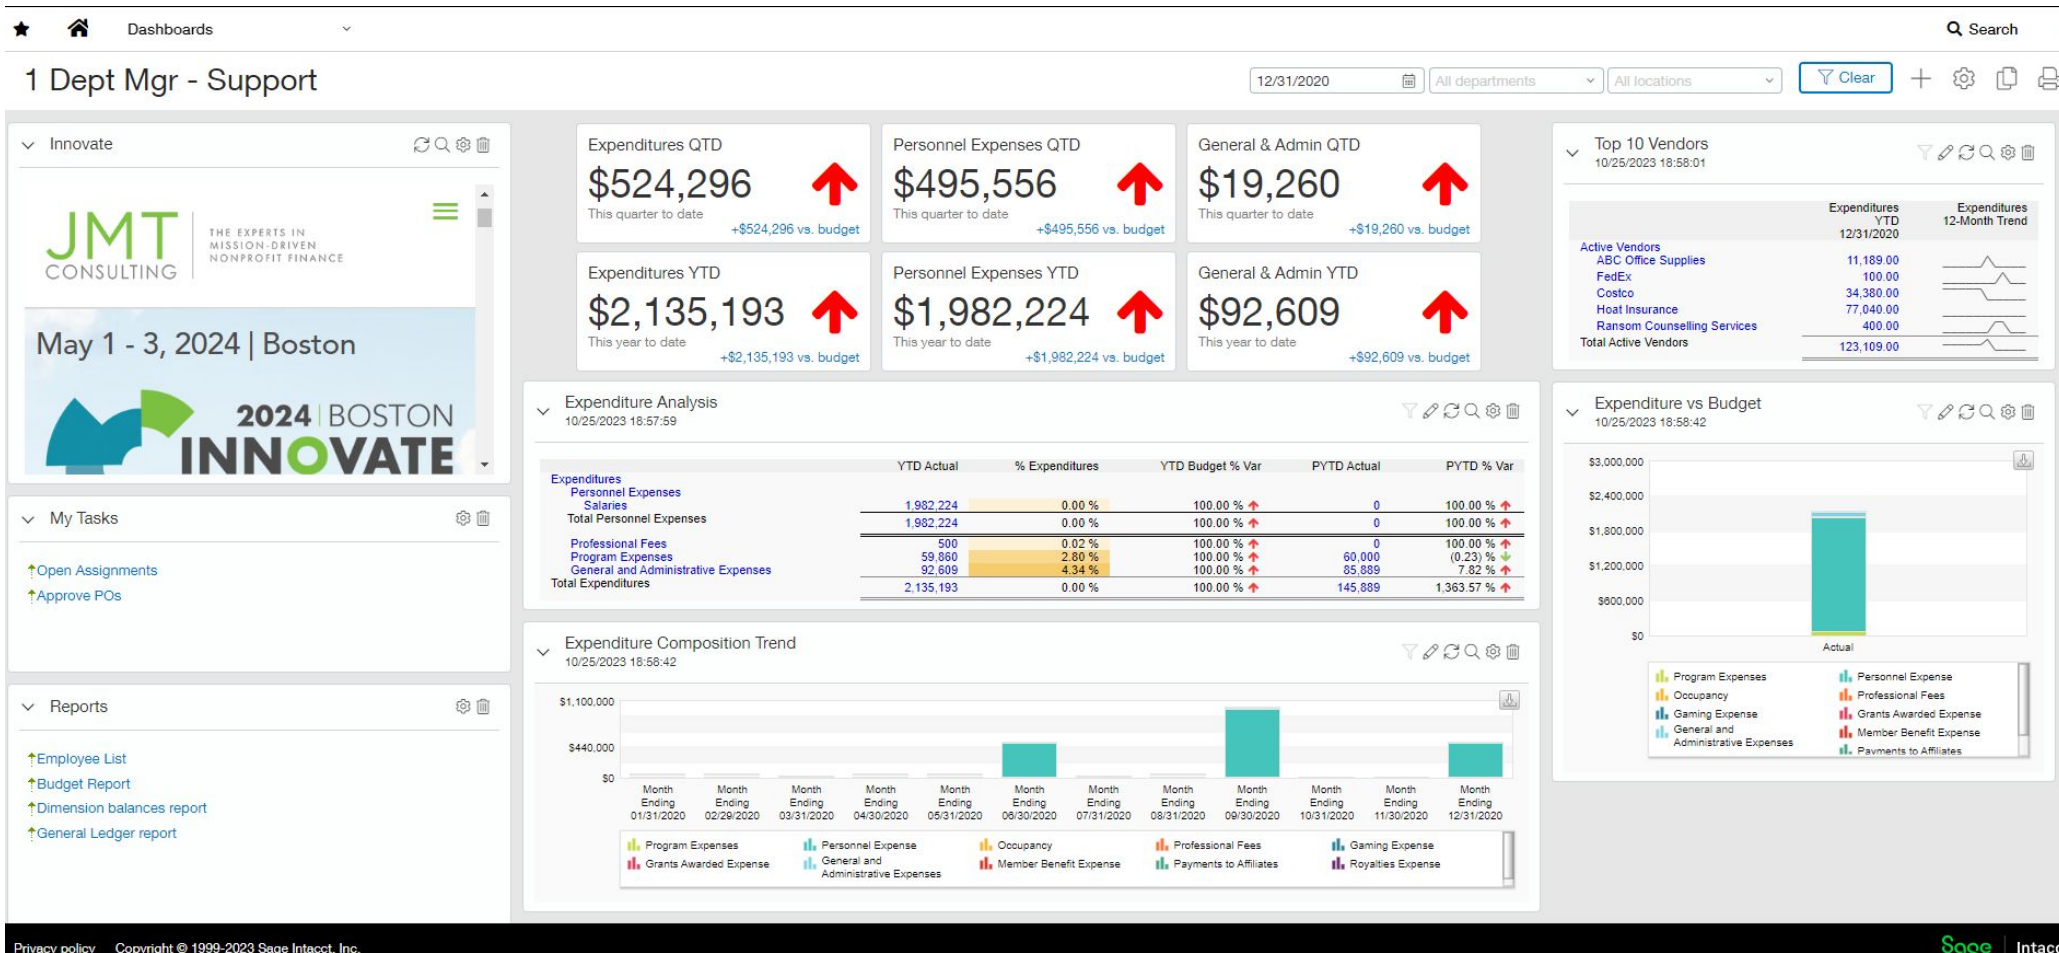 Dashboards
Search
1 Dept Mgr - Support
12/31/2020
All departments
All locations
Clear
Innovate
JMT
CONSULTING
THE EXPERTS IN
MISSION-DRIVEN
NONPROFIT FINANCE
May 1 - 3, 2024 | Boston
2024 | BOSTON
INNOVATE
My Tasks
Open Assignments
Approve POs
Reports
Employee List
Budget Report
Dimension balances report
General Ledger report
Expenditures QTD
$524,296
This quarter to date
+$524,296 vs. budget
Personnel Expenses QTD
$495,556
This quarter to date
+$495,556 vs. budget
General & Admin QTD
$19,260
This quarter to date
+$19,260 vs. budget
Expenditures YTD
$2,135,193
This year to date
+$2,135,193 vs. budget
Personnel Expenses YTD
$1,982,224
This year to date
+$1,982,224 vs. budget
General & Admin YTD
$92,609
This year to date
+$92,609 vs. budget
Expenditure Analysis
10/25/2023 18:57:59
YTD Actual % Expenditures YTD Budget % Var PYTD Actual PYTD % Var
Expenditures
Personnel Expenses
Salaries 1,982,224 0.00 % 100.00 % 0 100.00 %
Total Personnel Expenses 1,982,224 0.00 % 100.00 % 0 100.00 %
Professional Fees 500 0.02 % 100.00 % 0 100.00 %
Program Expenses 59,860 2.80 % 100.00 % 60,000 (0.23) %
General and Administrative Expenses 92,609 4.34 % 100.00 % 85,889 7.82 %
Total Expenditures 2,135,193 0.00 % 100.00 % 145,889 1,363.57 %
Expenditure Composition Trend
10/25/2023 18:58:42
$1,100,000
$440,000
$0
Month Month Month Month Month Month Month Month Month Month Month Month
Ending Ending Ending Ending Ending Ending Ending Ending Ending Ending Ending Ending
01/31/2020 02/29/2020 03/31/2020 04/30/2020 05/31/2020 06/30/2020 07/31/2020 08/31/2020 09/30/2020 10/31/2020 11/30/2020 12/31/2020
Program Expenses Personnel Expense Occupancy Professional Fees Gaming Expense
Grants Awarded Expense General and Administrative Expenses Member Benefit Expense Payments to Affiliates Royalties Expense
Top 10 Vendors
10/25/2023 18:58:01
Expenditures Expenditures
YTD 12-Month Trend
12/31/2020
Active Vendors
ABC Office Supplies 11,189.00
FedEx 100.00
Costco 34,380.00
Hoat Insurance 77,040.00
Ransom Counselling Services 400.00
Total Active Vendors 123,109.00
Expenditure vs Budget
10/25/2023 18:58:42
$3,000,000
$2,400,000
$1,800,000
$1,200,000
$600,000
$0
Actual
Program Expenses Personnel Expense
Occupancy Professional Fees
Gaming Expense Grants Awarded Expense
General and Member Benefit Expense
Administrative Expenses Payments to Affiliates
Privacy policy Copyright © 1999-2023 Sage Intacct, Inc.
Sage Intacc